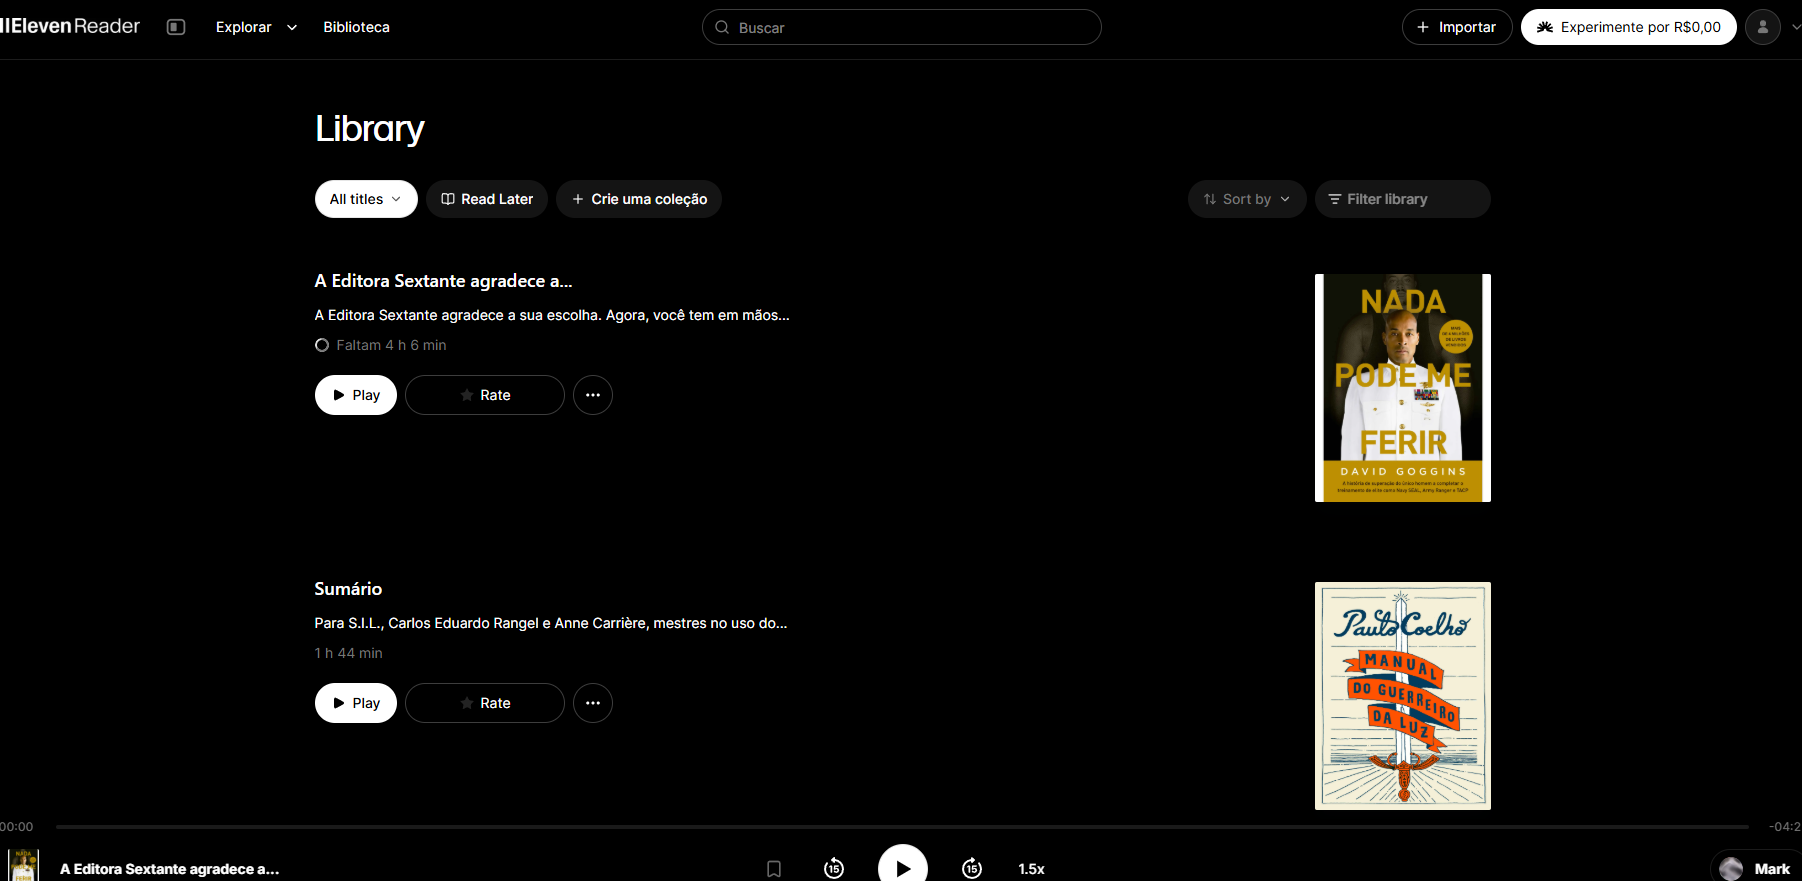 IIElevenReader
Explorar
Biblioteca
Buscar
Importar
Experimente por R$0,00
Library
All titles
Read Later
Crie uma coleção
Sort by
Filter library
A Editora Sextante agradece a...
A Editora Sextante agradece a sua escolha. Agora, você tem em mãos...
Faltam 4 h 6 min
Play
Rate
NADA
PODE ME
FERIR
DAVID GOGGINS
Sumário
Para S.I.L., Carlos Eduardo Rangel e Anne Carrière, mestres no uso do...
1 h 44 min
Play
Rate
Paulo Coelho
MANUAL
DO GUERREIRO
DA LUZ
00:00
-04:2
A Editora Sextante agradece a...
15
15
1.5x
Mark